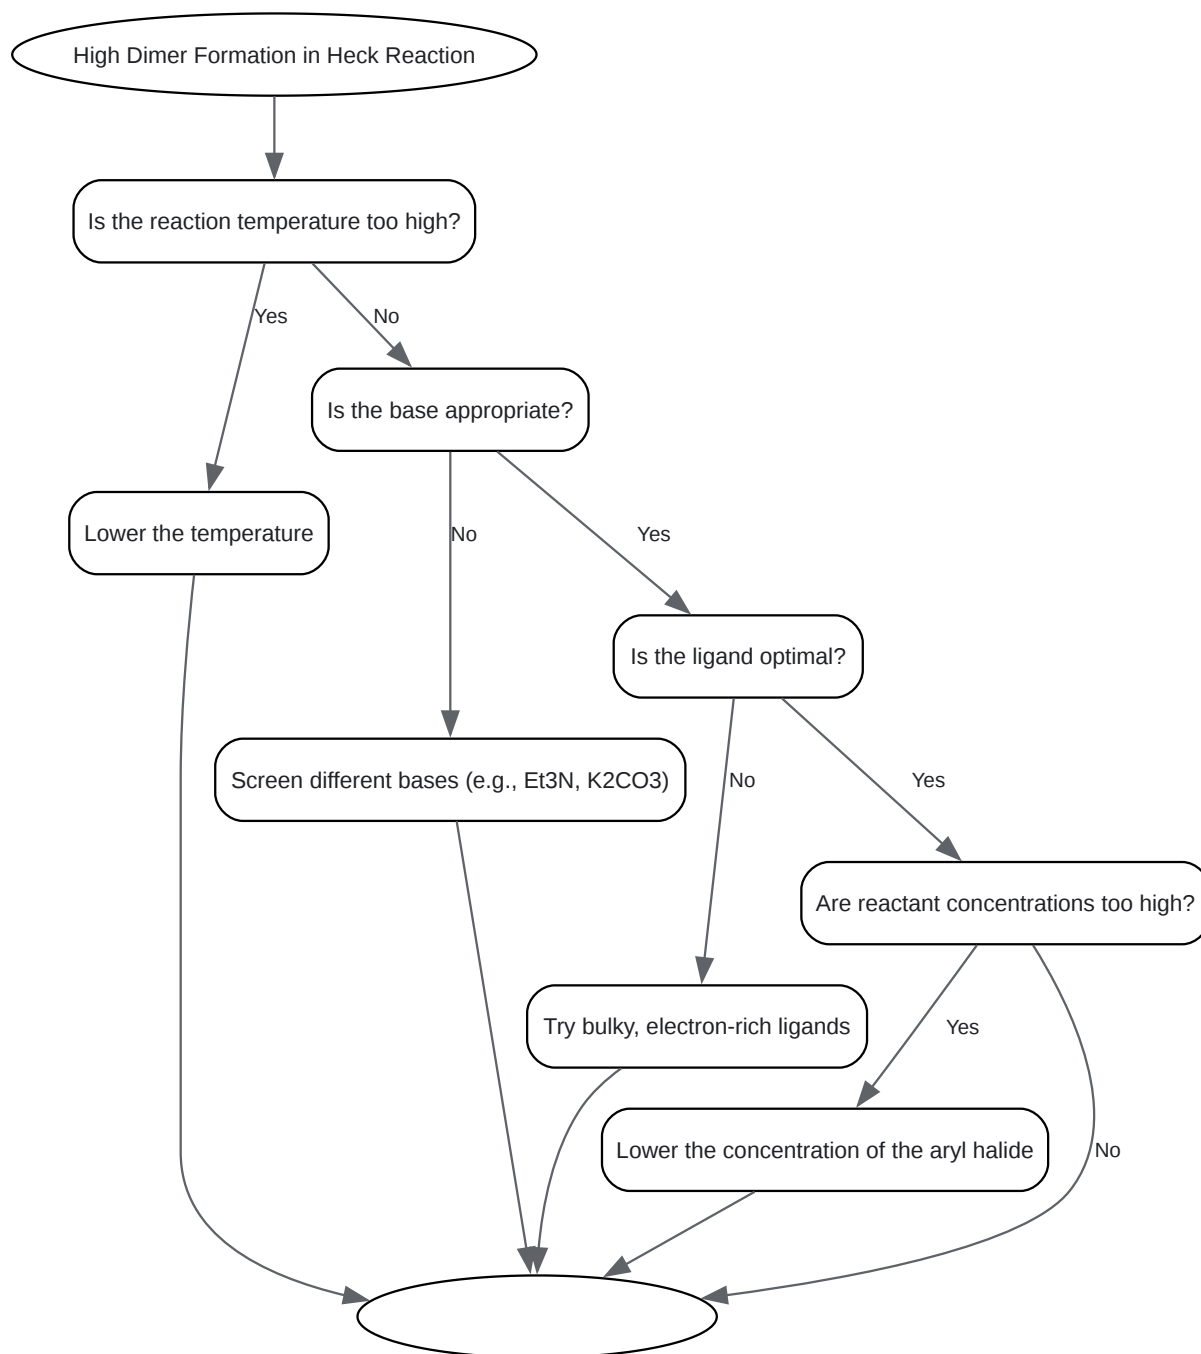 High Dimer Formation in Heck Reaction
Is the reaction temperature too high?
Yes
No
Is the base appropriate?
Lower the temperature
No
Yes
Is the ligand optimal?
Screen different bases (e.g., Et3N, K2CO3)
No
Yes
Are reactant concentrations too high?
Try bulky, electron-rich ligands
Yes
Lower the concentration of the aryl halide
No